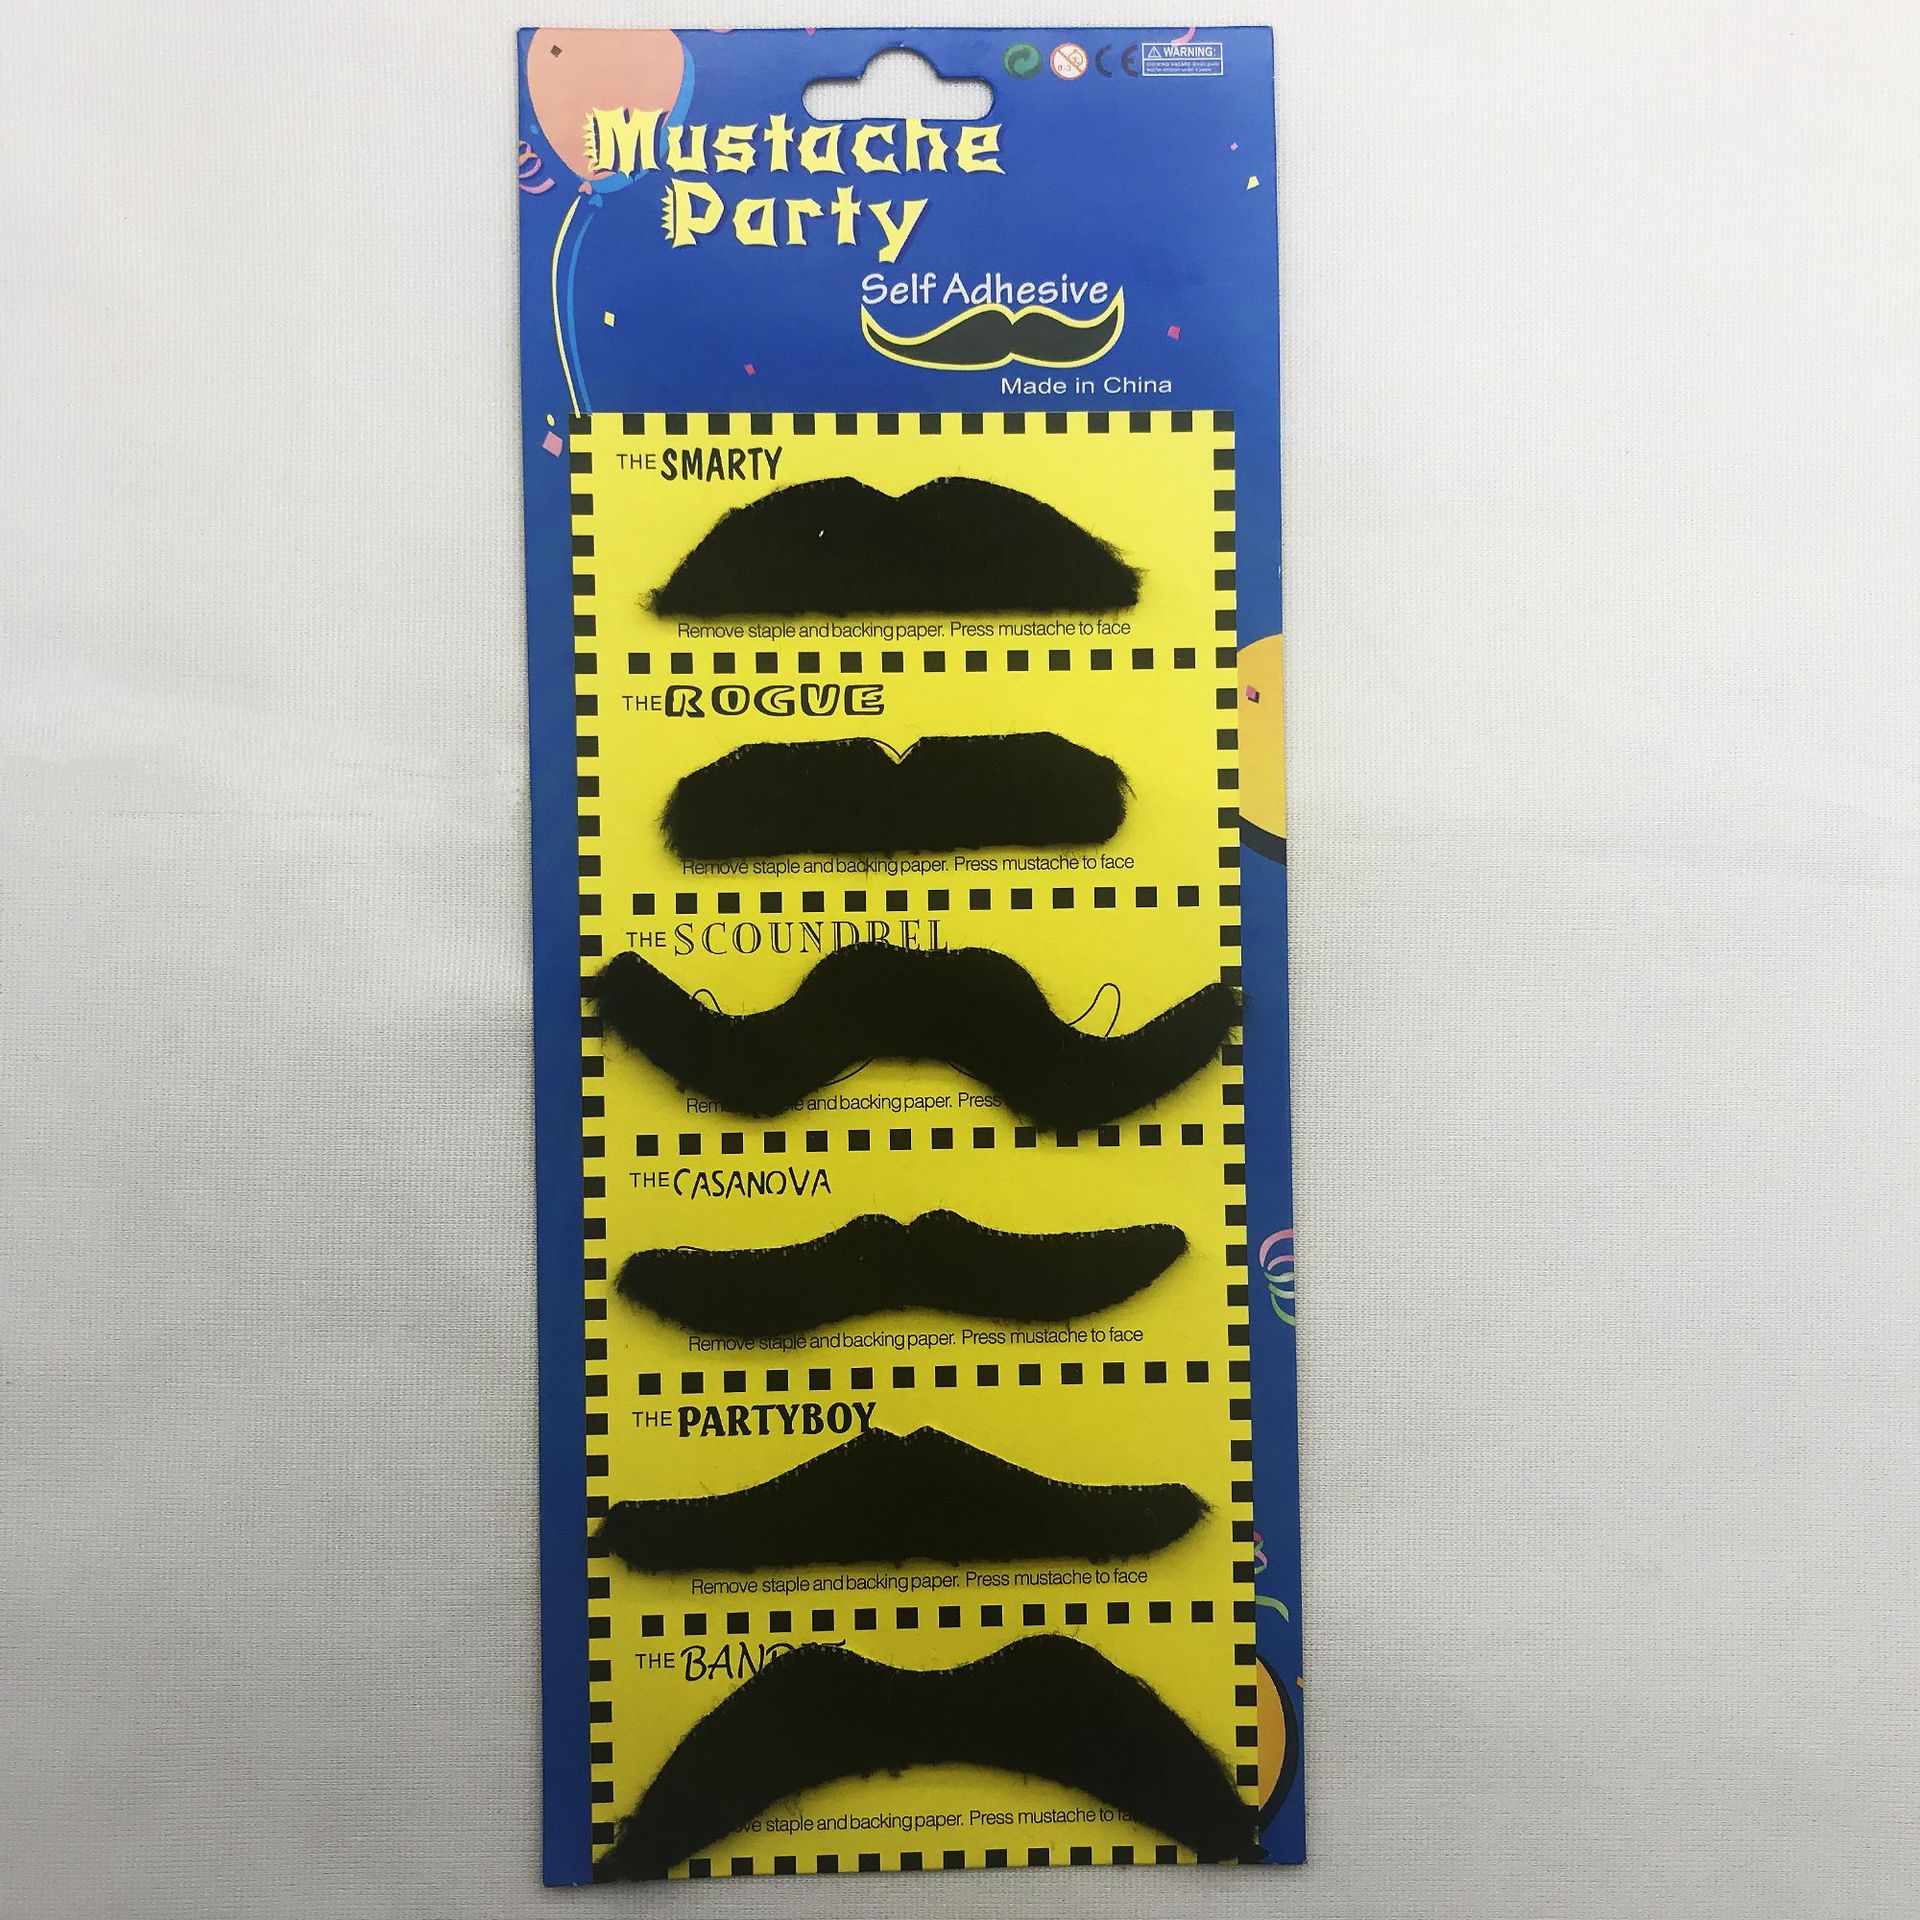 WARNING:
Mustache
Party
Self Adhesive
Made in China
THE SMARTY
Remove staple and backing paper. Press mustache to face
THE ROGUE
Remove staple and backing paper. Press mustache to face
THE SCOUNDREL
and backing paper. Press
THE CASANOVA
Remove staple and backing paper. Press mustache to face
THE PARTYBOY
Remove staple and backing paper. Press mustache to face
THE BANDIT
staple and backing paper. Press mustache to